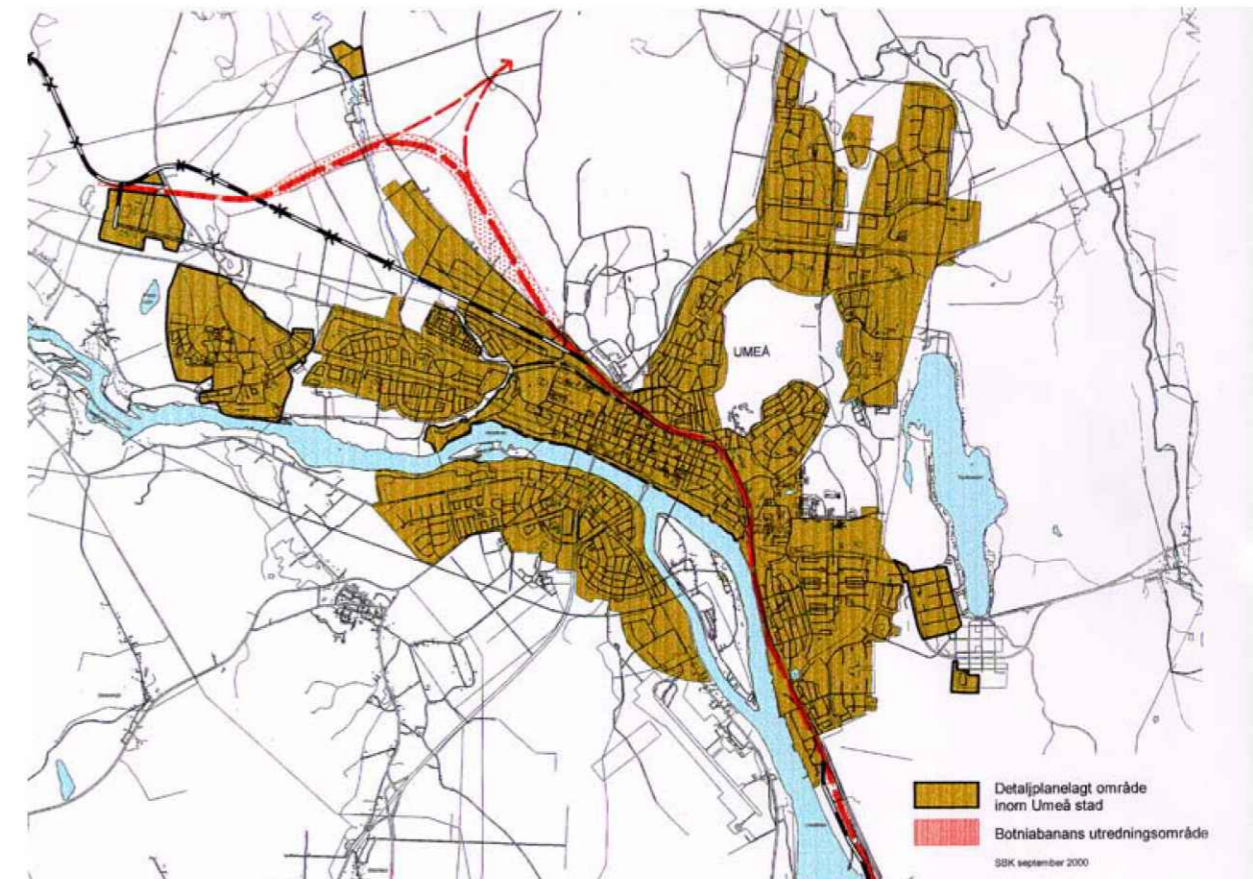 UMEÅ
Detaljplanelagt område
inom Umeå stad
Botniabanans utredningsområde
SBK september 2000